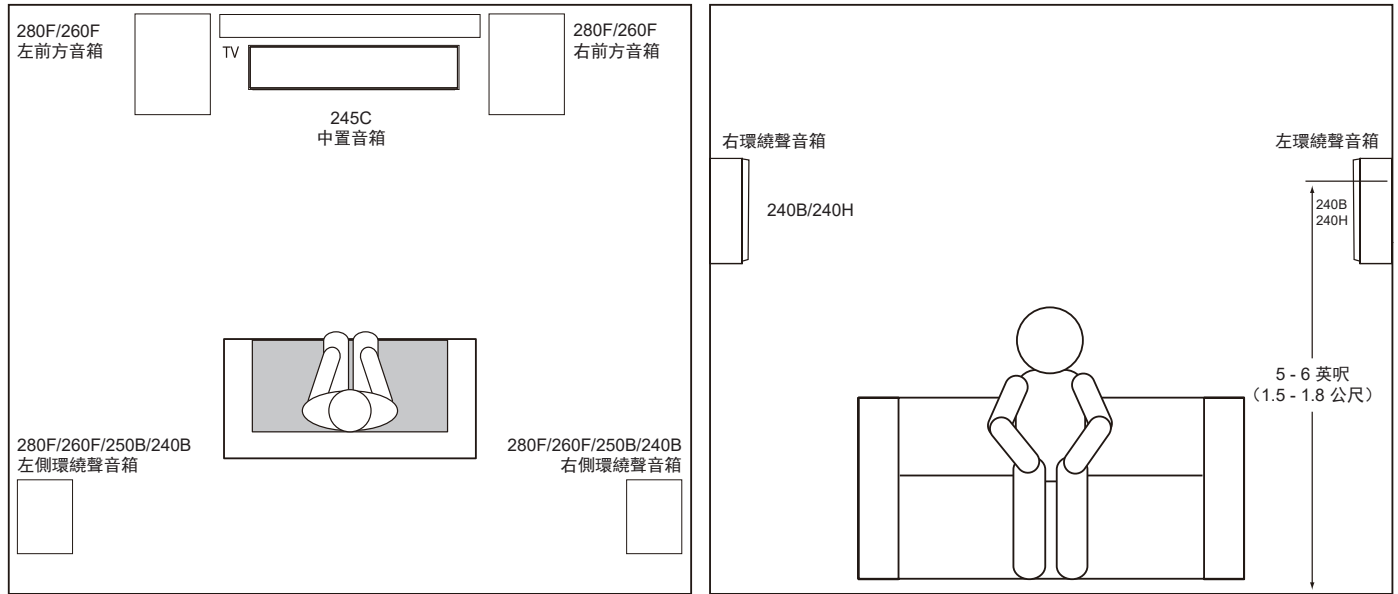 280F/260F
左前方音箱
TV
280F/260F
右前方音箱
245C
中置音箱
280F/260F/250B/240B
左側環繞聲音箱
280F/260F/250B/240B
右側環繞聲音箱
右環繞聲音箱
240B/240H
左環繞聲音箱
240B
240H
5 - 6 英呎
（1.5 - 1.8 公尺）